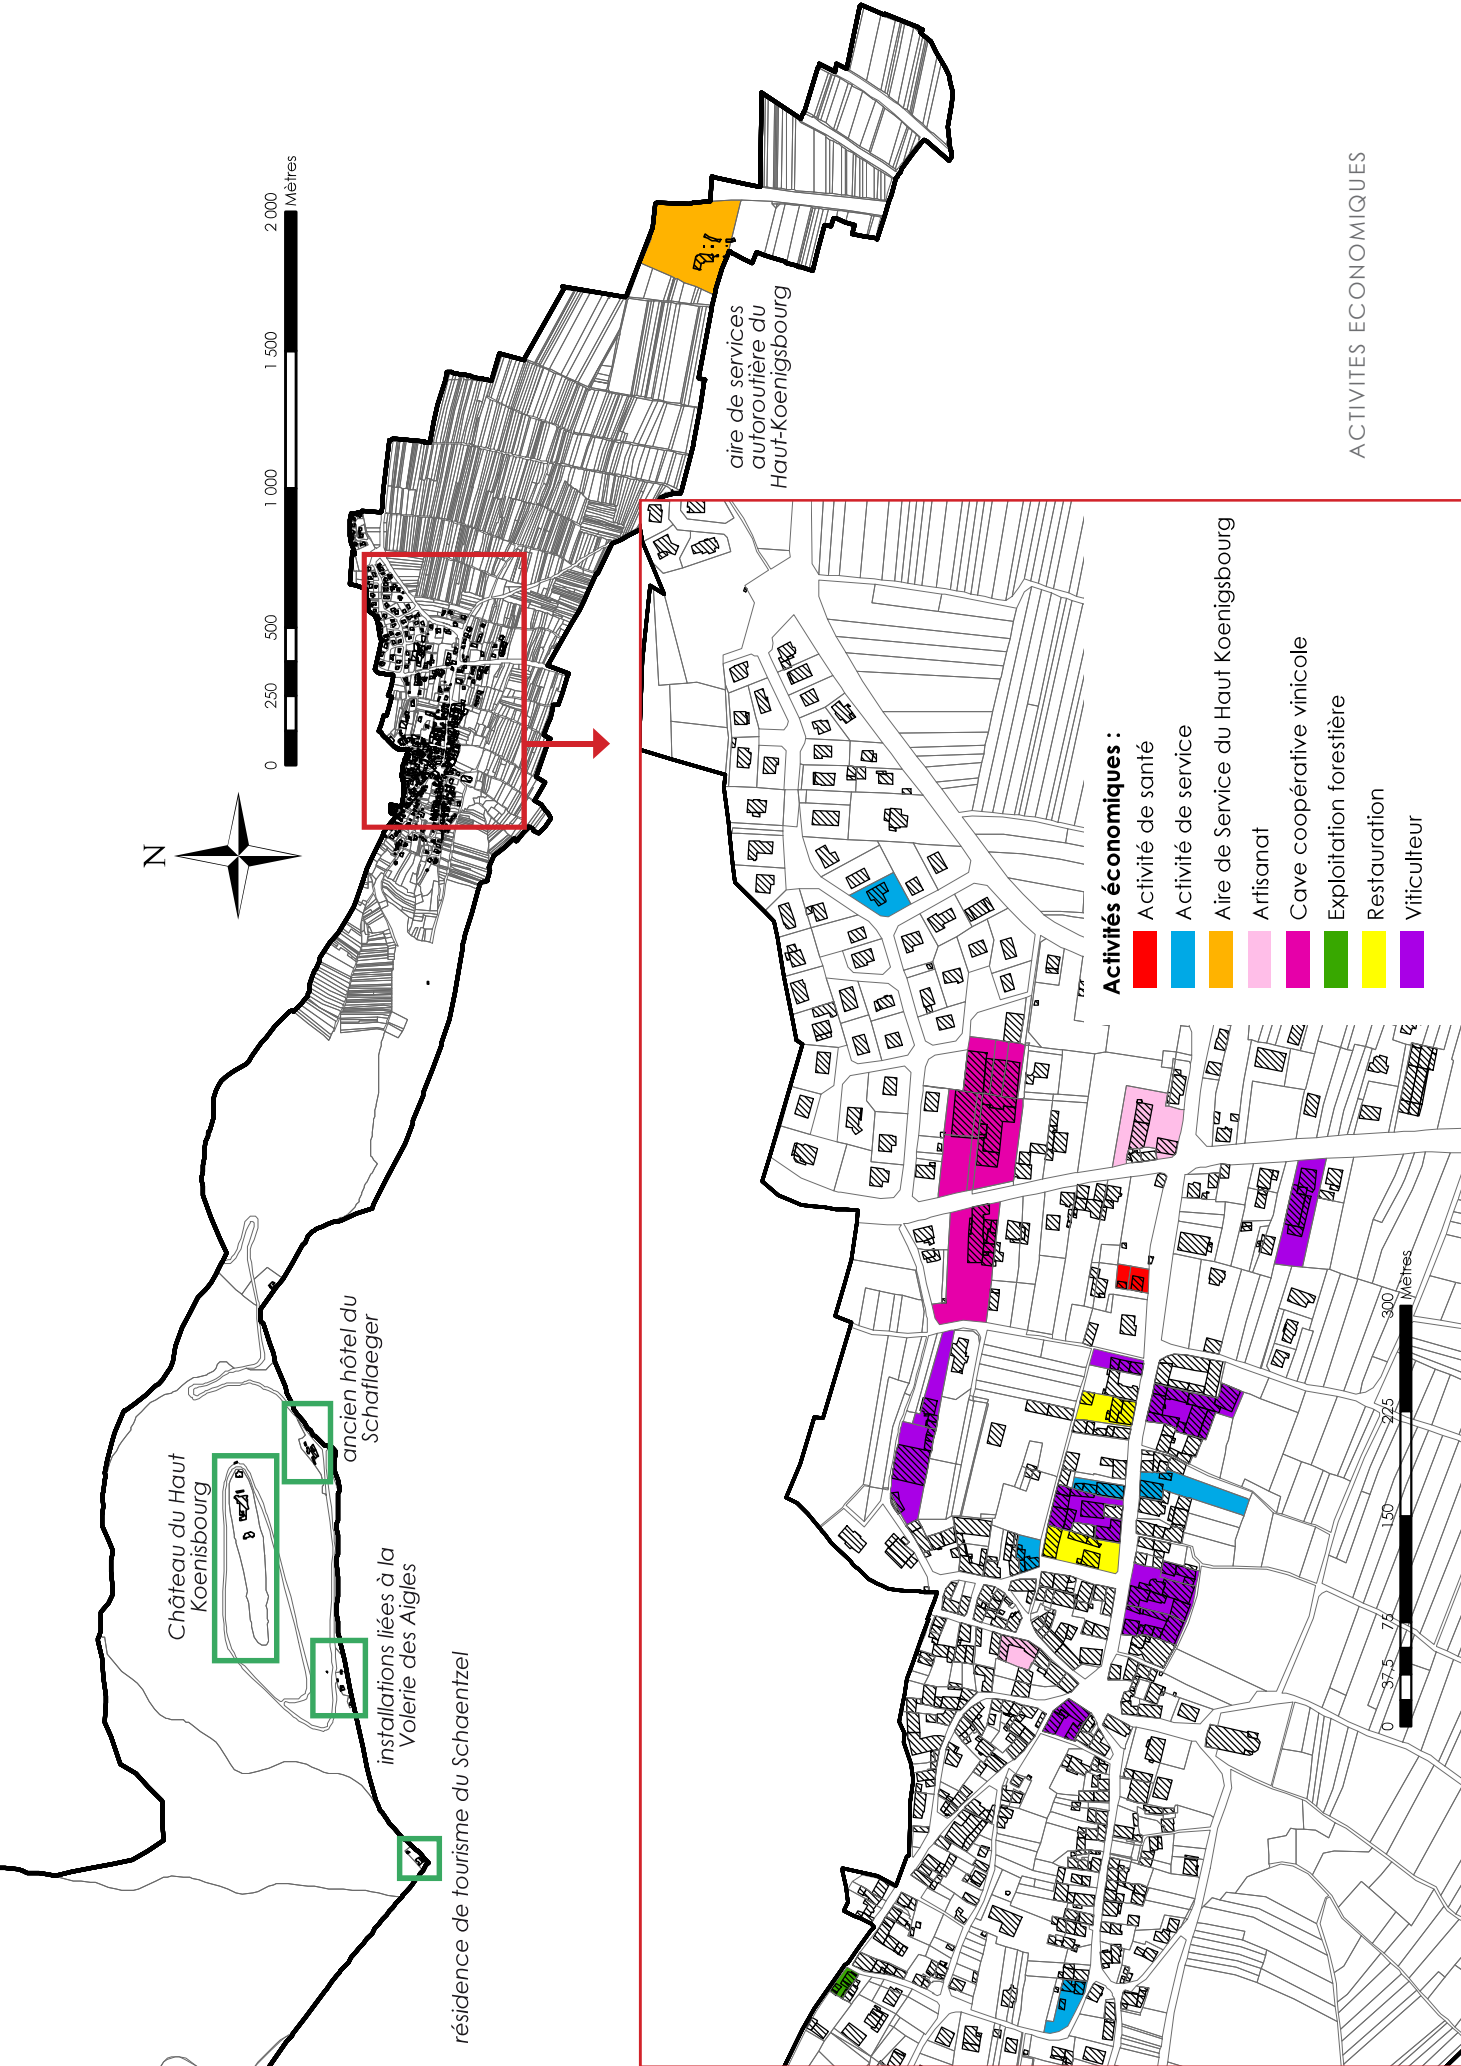 N
0
250
500
1 000
1 500
2 000
Mètres
Château du Haut
Koenisbourg
ancien hôtel du
Schaflaeger
installations liées à la
Volerie des Aigles
résidence de tourisme du Schaentzel
aire de services
autoroutière du
Haut-Koenigsbourg
Activités économiques :
Activité de santé
Activité de service
Aire de Service du Haut Koenigsbourg
Artisanat
Cave coopérative vinicole
Exploitation forestière
Restauration
Viticulteur
0
37,5
75
150
225
300
Mètres
ACTIVITES ECONOMIQUES